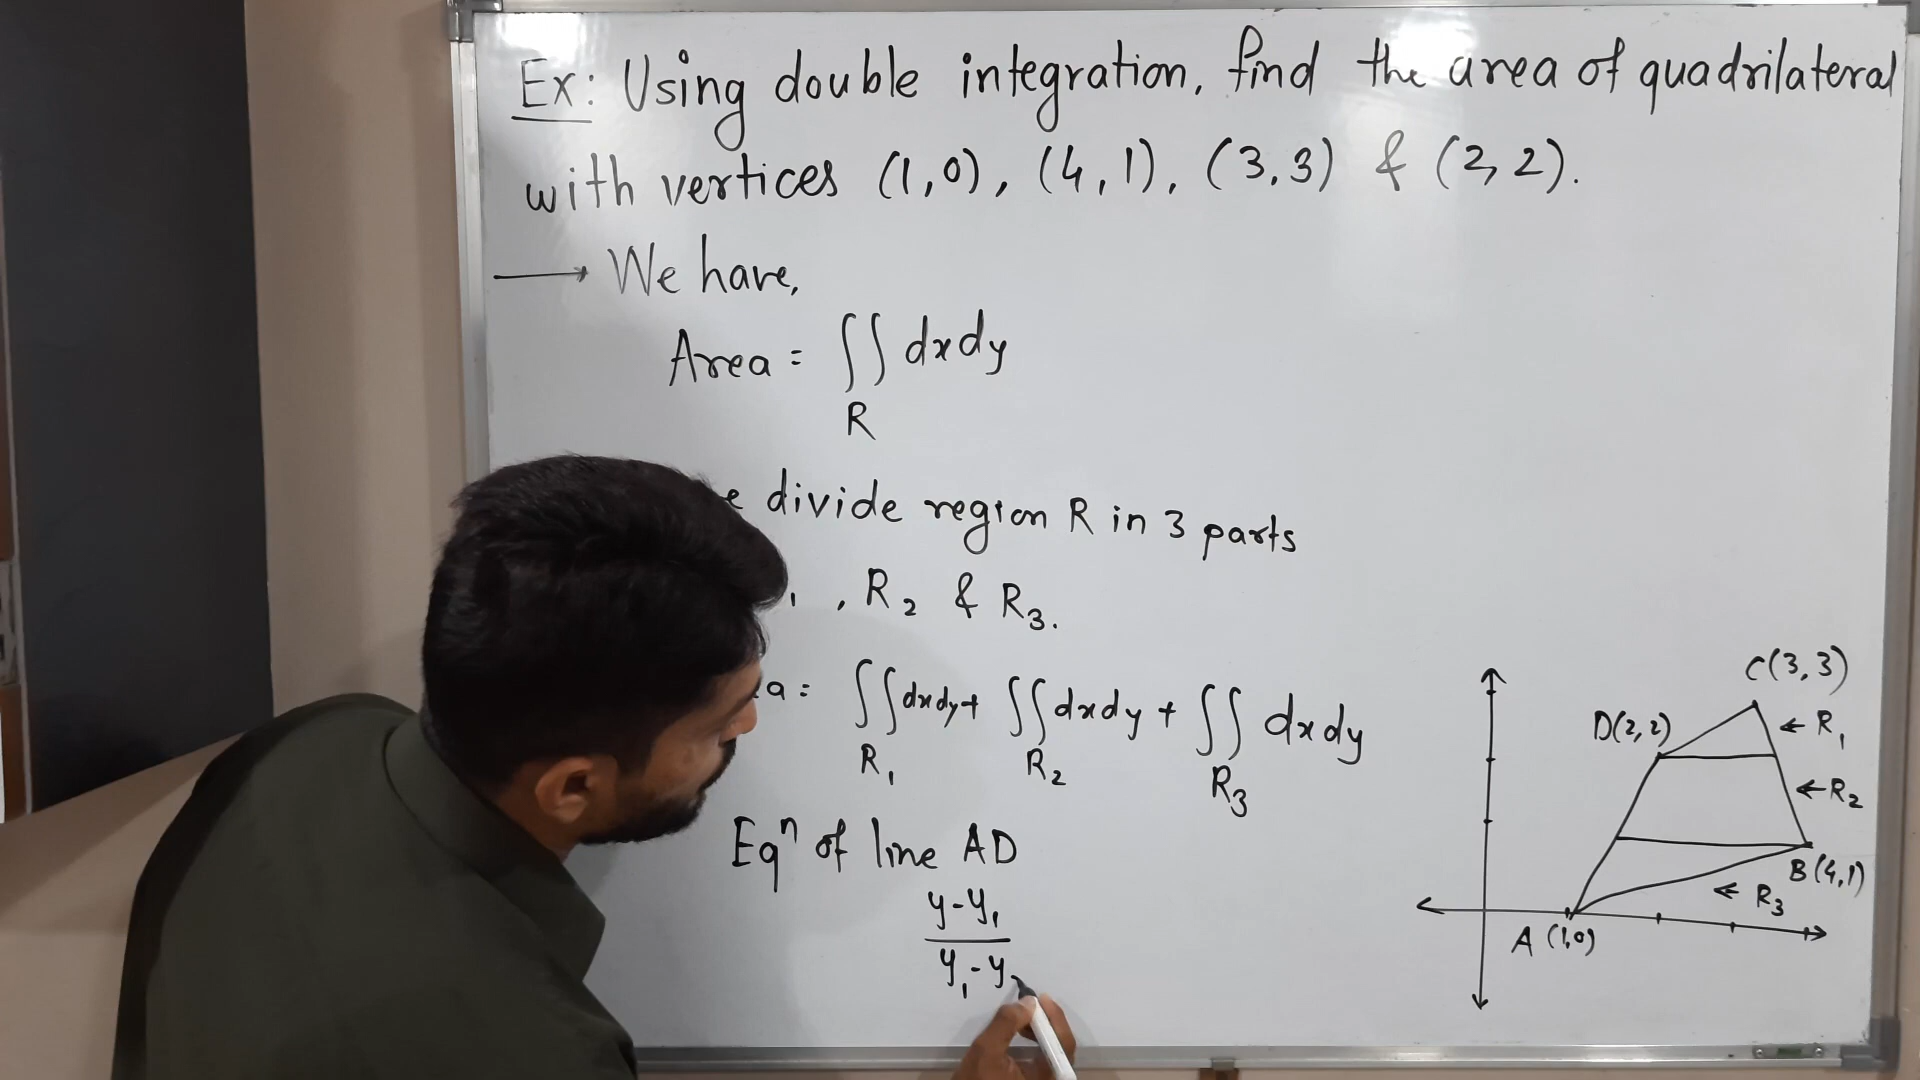 Ex: Using double integration, find the area of quadrilateral
with vertices (1,0), (4,1), (3,3) & (2,2).
→ We have,
Area = ∬ dxdy
R
divide region R in 3 parts
, R₂ & R₃.
= ∬dxdy + ∬dxdy + ∬ dxdy
R₁ R₂ R₃
Eqⁿ of line AD
y-y₁
y₁-y
C(3,3)
D(2,2) ← R₁
← R₂
B(4,1)
← R₃
A (1,0)